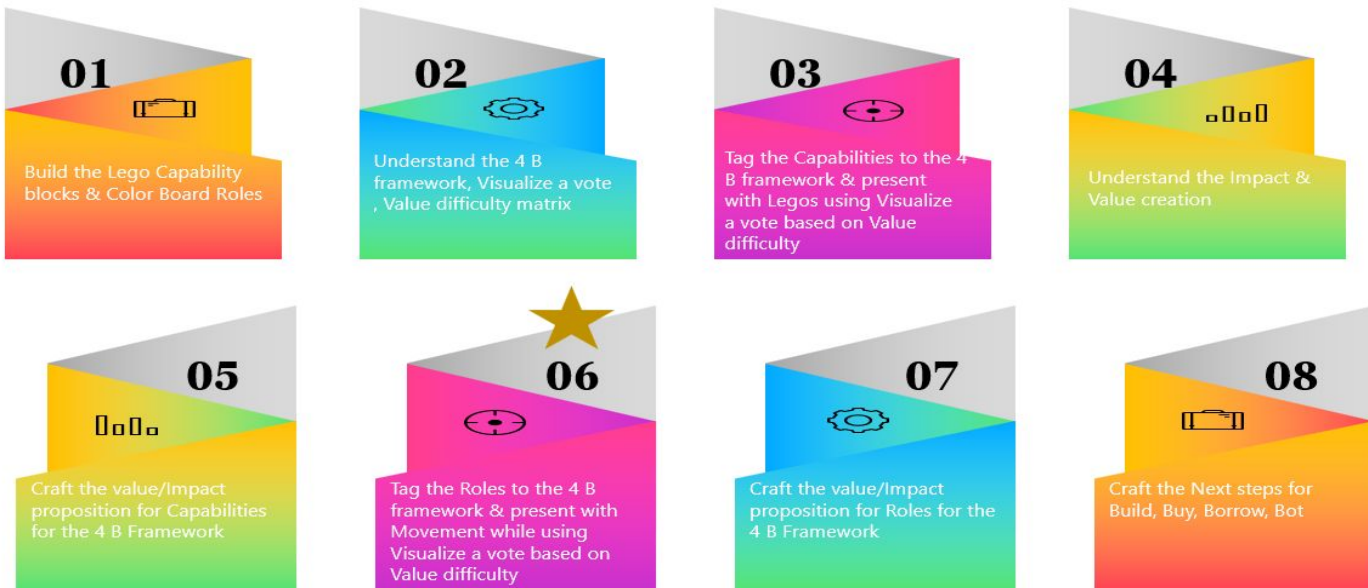 01
Build the Lego Capability
blocks & Color Board Roles
02
Understand the 4 B
framework, Visualize a vote
, Value difficulty matrix
03
Tag the Capabilities to the 4
B framework & present
with Legos using Visualize
a vote based on Value
difficulty
04
Understand the Impact &
Value creation
05
Craft the value/Impact
proposition for Capabilities
for the 4 B Framework
06
Tag the Roles to the 4 B
framework & present with
Movement while using
Visualize a vote based on
Value difficulty
07
Craft the value/Impact
proposition for Roles for the
4 B Framework
08
Craft the Next steps for
Build, Buy, Borrow, Bot